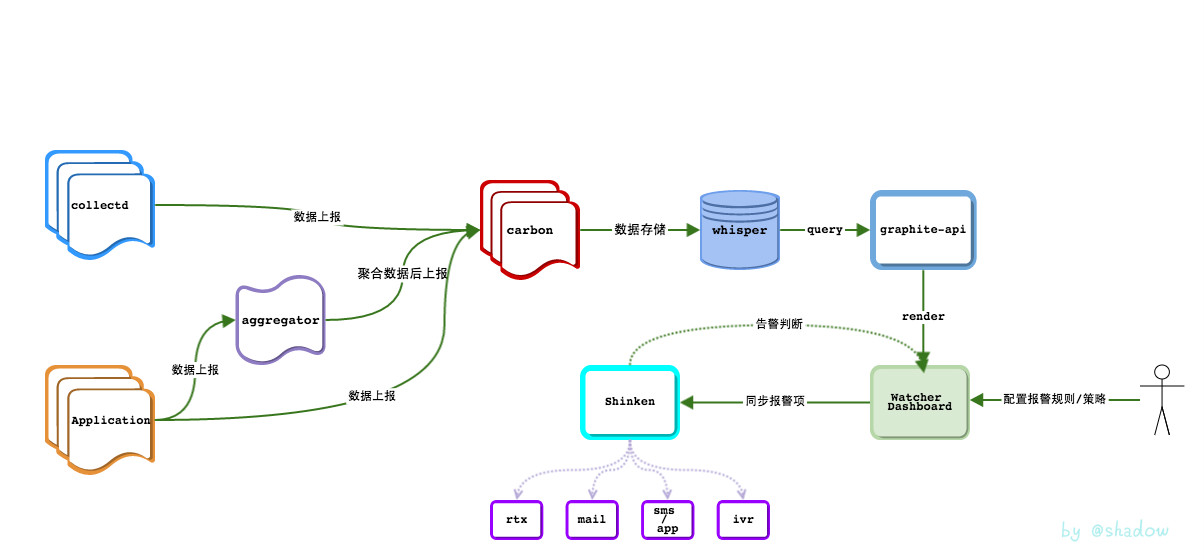 collectd
数据上报
carbon
数据存储
whisper
query
graphite-api
聚合数据后上报
aggregator
render
告警判断
数据上报
Application
数据上报
Shinken
同步报警项
Watcher
Dashboard
配置报警规则/策略
rtx
mail
sms
/
app
ivr
by @shadow